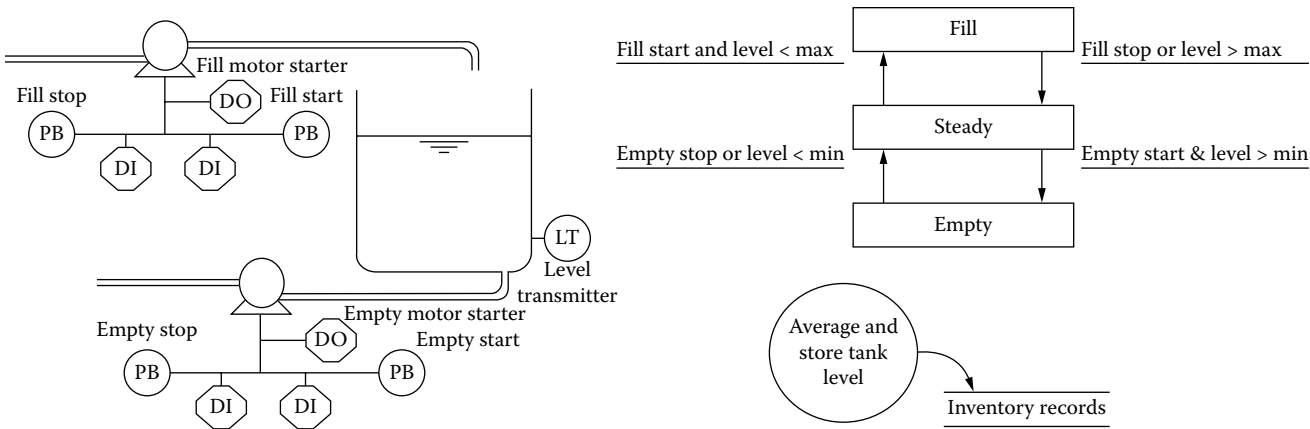 Fill motor starter
Fill stop
DO
Fill start
PB
PB
DI
DI
LT
Level
transmitter
Empty motor starter
Empty stop
DO
Empty start
PB
PB
DI
DI
Fill
Fill start and level < max
Fill stop or level > max
Steady
Empty stop or level < min
Empty start & level > min
Empty
Average and
store tank
level
Inventory records